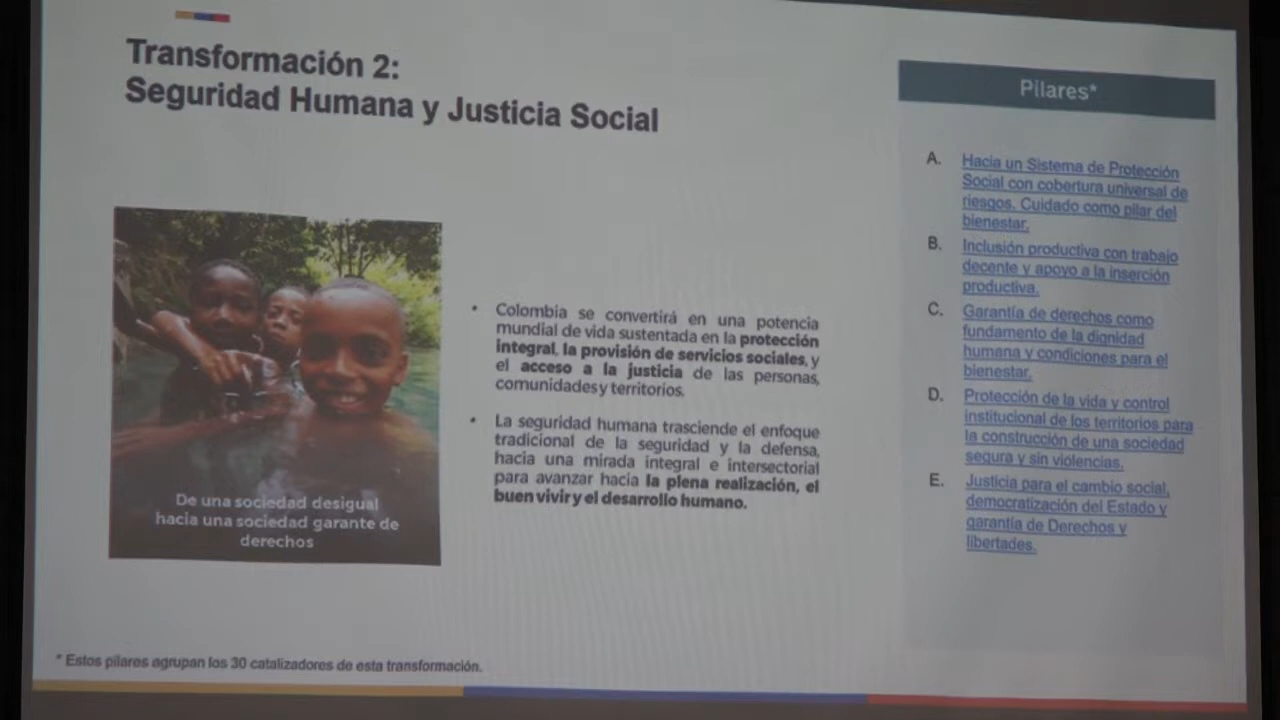 Transformación 2:
Seguridad Humana y Justicia Social
De una sociedad desigual
hacia una sociedad garante de
derechos
• Colombia se convertirá en una potencia
mundial de vida sustentada en la protección
integral, la provisión de servicios sociales, y
el acceso a la justicia de las personas,
comunidades y territorios.
• La seguridad humana trasciende el enfoque
tradicional de la seguridad y la defensa,
hacia una mirada integral e intersectorial
para avanzar hacia la plena realización, el
buen vivir y el desarrollo humano.
Pilares*
A. Hacia un Sistema de Protección
Social con cobertura universal de
riesgos. Cuidado como pilar del
bienestar.
B. Inclusión productiva con trabajo
decente y apoyo a la inserción
productiva.
C. Garantía de derechos como
fundamento de la dignidad
humana y condiciones para el
bienestar.
D. Protección de la vida y control
institucional de los territorios para
la construcción de una sociedad
segura y sin violencias.
E. Justicia para el cambio social,
democratización del Estado y
garantía de Derechos y
libertades.
* Estos pilares agrupan los 30 catalizadores de esta transformación.